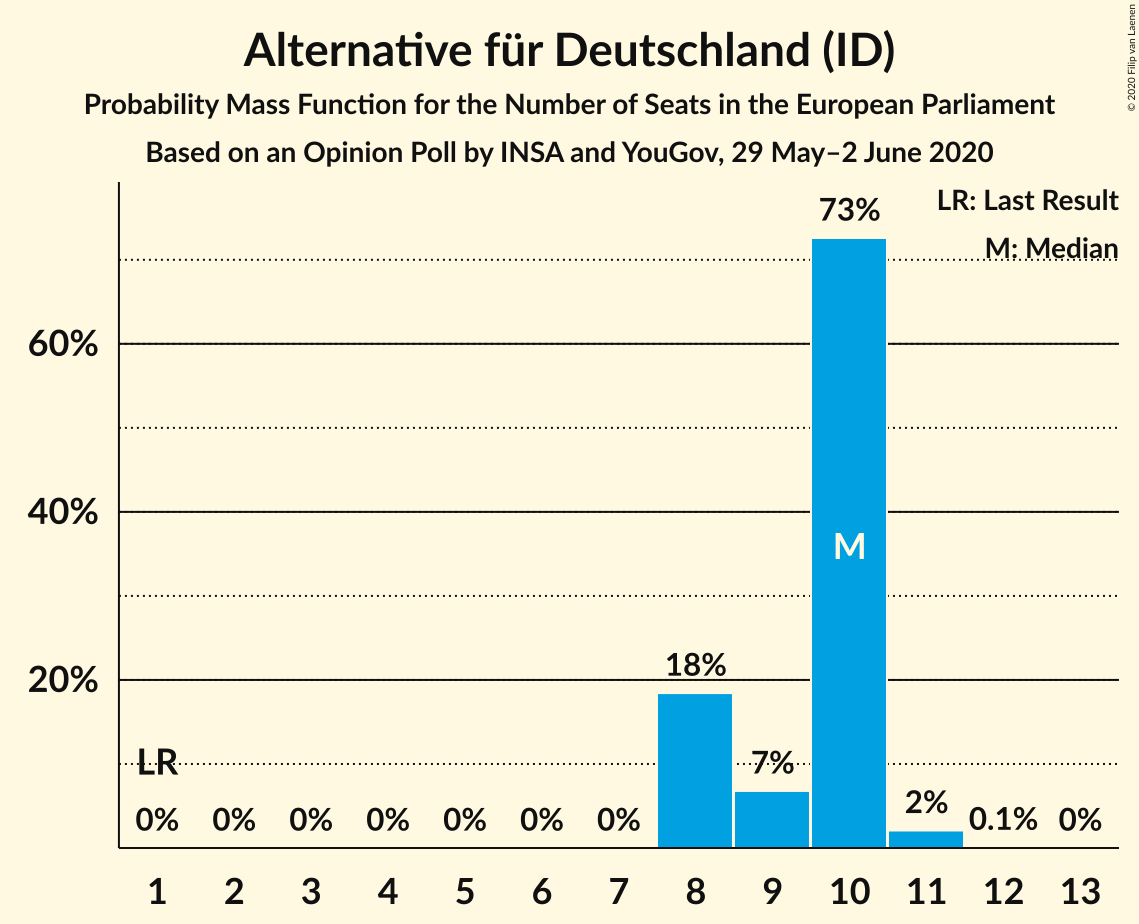 Alternative für Deutschland (ID)
Probability Mass Function for the Number of Seats in the European Parliament
Based on an Opinion Poll by INSA and YouGov, 29 May–2 June 2020
© 2020 Filip van Laenen
LR: Last Result
M: Median
73%
60%
40%
M
20%
18%
LR
7%
0% 0% 0% 0% 0% 0% 0% 2% 0.1% 0%
1 2 3 4 5 6 7 8 9 10 11 12 13